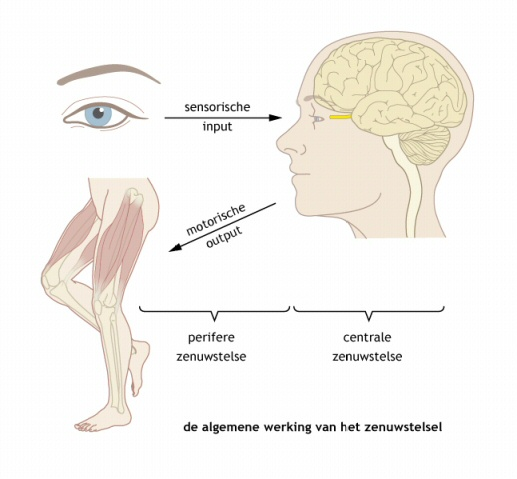 sensorische
input
motorische
output
perifere
zenuwstelse
centrale
zenuwstelse
de algemene werking van het zenuwstelsel